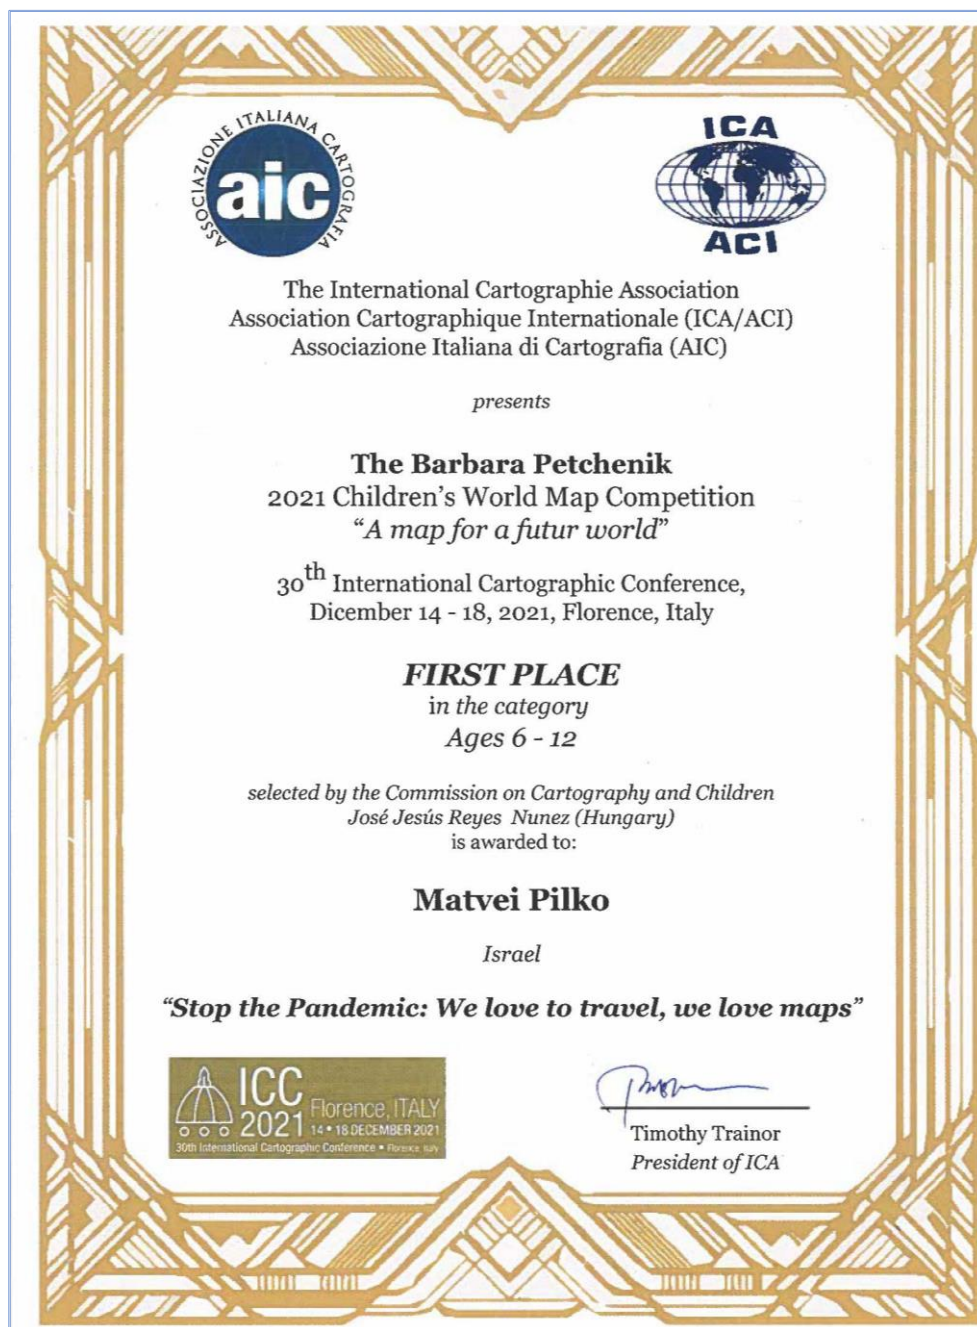 ASSOCIAZIONE ITALIANA CARTOGRAFIA
aic
ICA
ACI
The International Cartographie Association
Association Cartographique Internationale (ICA/ACI)
Associazione Italiana di Cartografia (AIC)
presents
The Barbara Petchenik
2021 Children's World Map Competition
“A map for a futur world”
30th International Cartographic Conference,
Dicember 14 - 18, 2021, Florence, Italy
FIRST PLACE
in the category
Ages 6 - 12
selected by the Commission on Cartography and Children
José Jesús Reyes Nunez (Hungary)
is awarded to:
Matvei Pilko
Israel
“Stop the Pandemic: We love to travel, we love maps”
ICC
2021
Florence, ITALY
14 • 18 DECEMBER 2021
30th International Cartographic Conference • Florence, Italy
Timothy Trainor
President of ICA